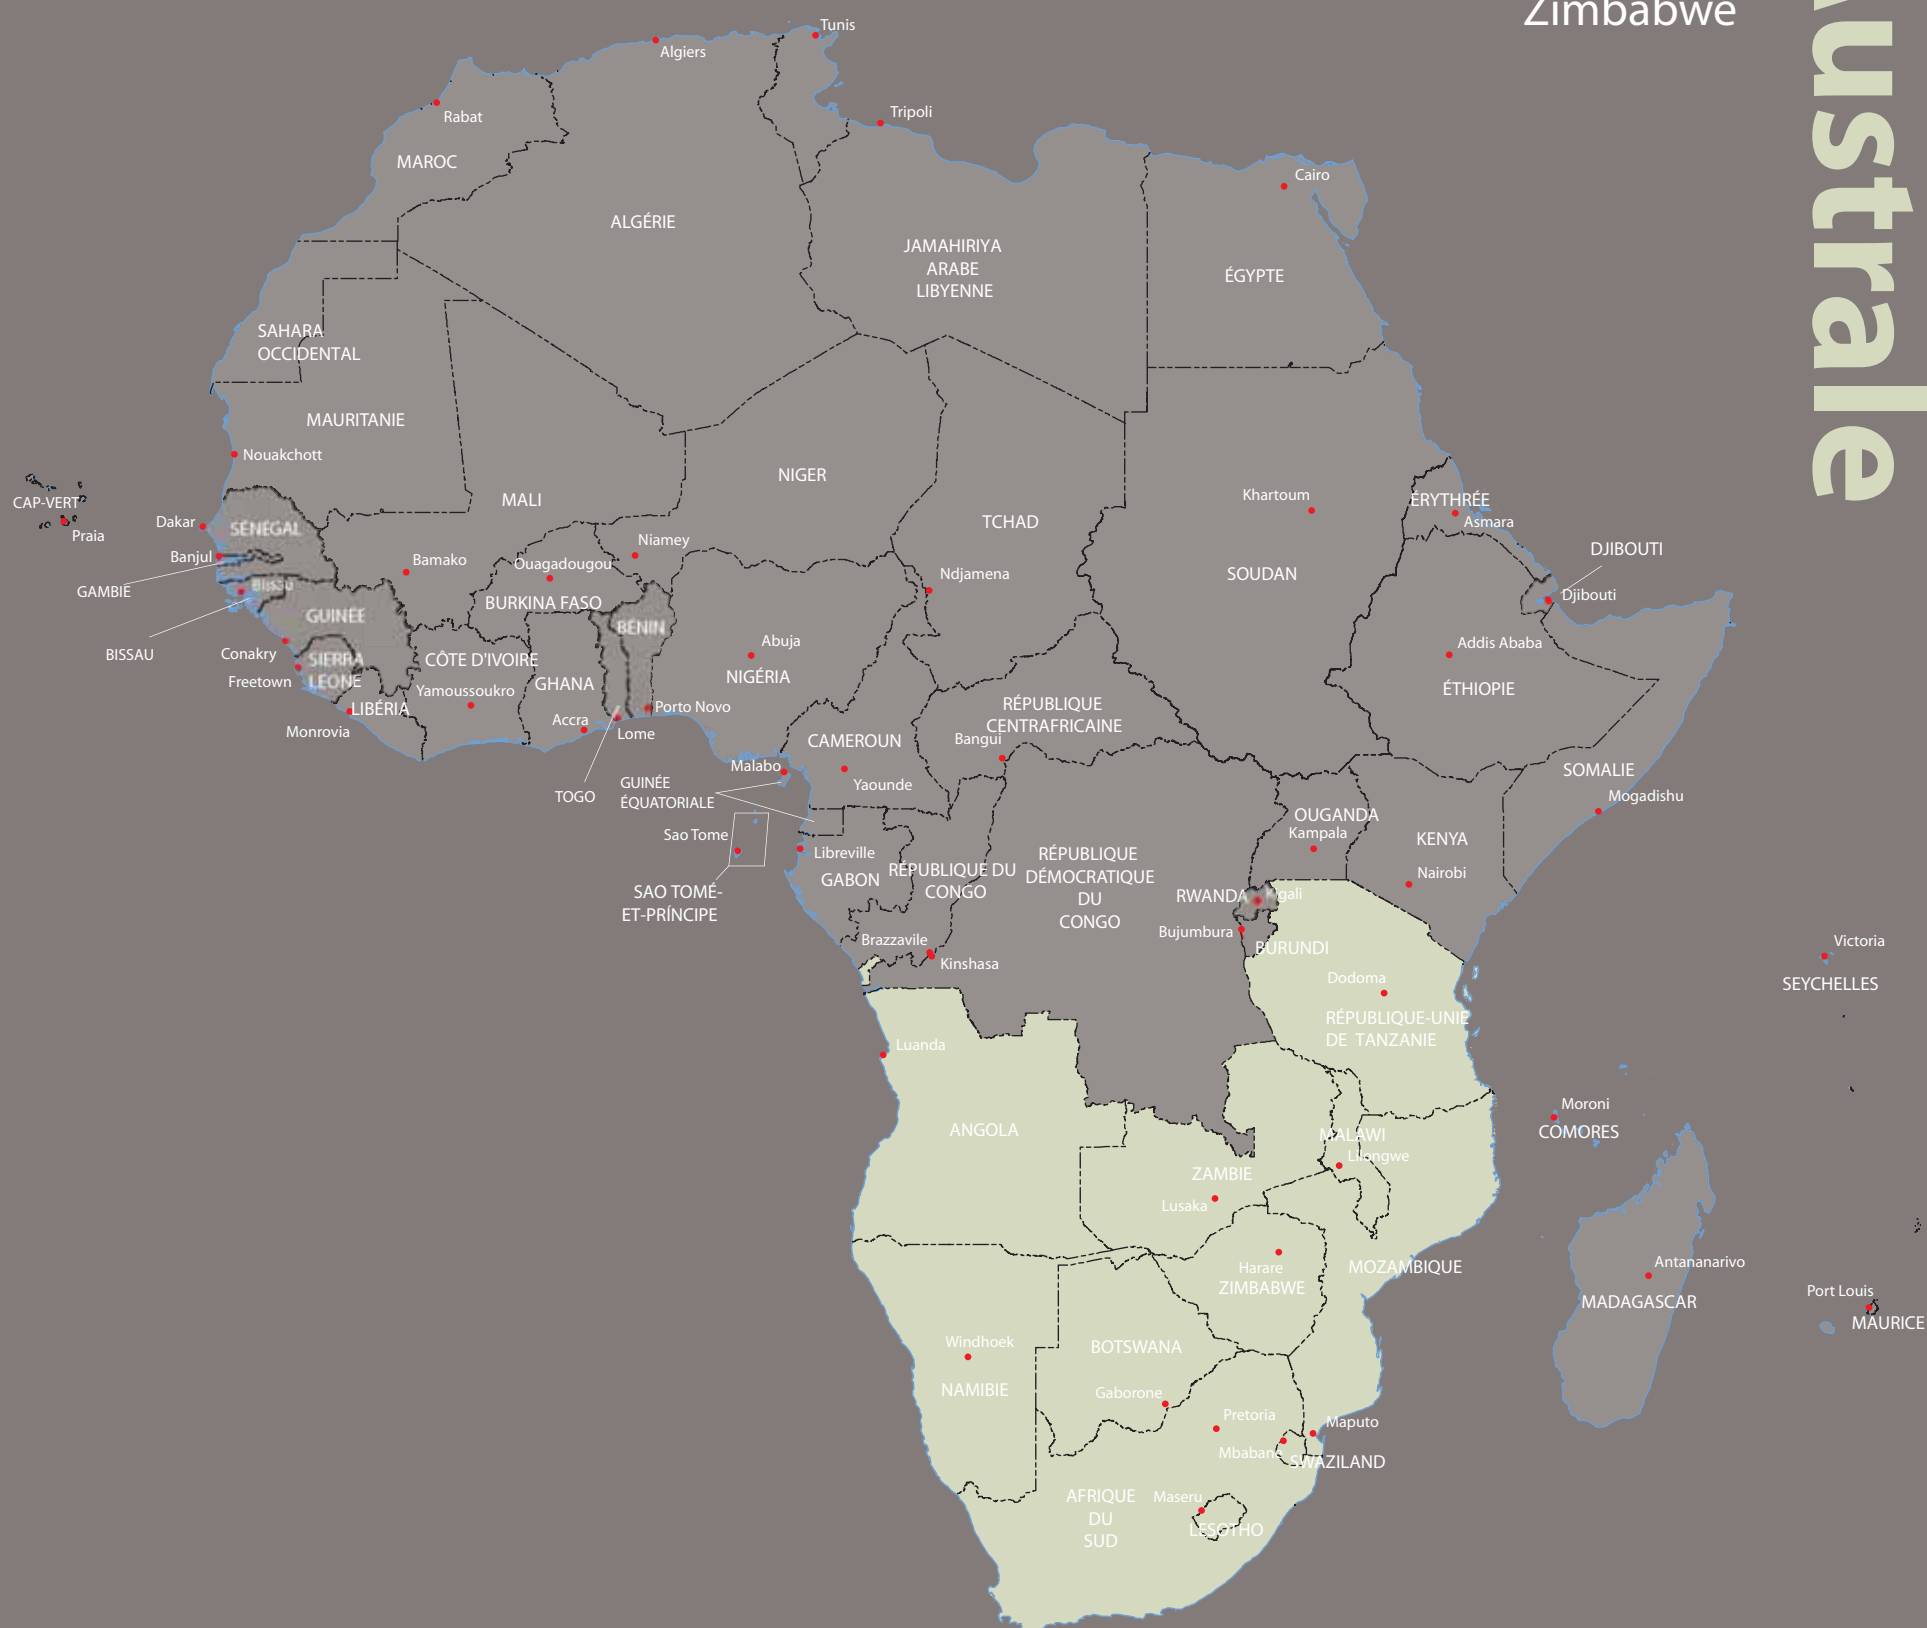 Zimbabwe
ustrale
Tunis
Algiers
Rabat
Tripoli
MAROC
Cairo
ALGÉRIE
JAMAHIRIYA
ARABE
LIBYENNE
ÉGYPTE
SAHARA
OCCIDENTAL
MAURITANIE
Nouakchott
CAP-VERT
Praia
MALI
NIGER
TCHAD
Khartoum
ÉRYTHRÉE
Asmara
Dakar
SÉNÉGAL
Banjul
GAMBIE
Bissau
BISSAU
Bamako
Ouagadougou
Niamey
BURKINA FASO
Ndjamena
SOUDAN
DJIBOUTI
Djibouti
GUINÉE
BÉNIN
Conakry
Freetown
SIERRA
LEONE
CÔTE D'IVOIRE
Yamoussoukro
GHANA
Abuja
NIGÉRIA
Addis Ababa
ÉTHIOPIE
LIBÉRIA
Monrovia
Accra
Lome
Porto Novo
TOGO
RÉPUBLIQUE
CENTRAFRICAINE
Bangui
CAMEROUN
Yaounde
Malabo
GUINÉE
ÉQUATORIALE
SOMALIE
Mogadishu
OUGANDA
Kampala
KENYA
Nairobi
Sao Tome
SAO TOMÉ-
ET-PRÍNCIPE
Libreville
GABON
RÉPUBLIQUE DU
CONGO
RÉPUBLIQUE
DÉMOCRATIQUE
DU
CONGO
RWANDA
Kigali
Bujumbura
BURUNDI
Brazzavile
Kinshasa
Victoria
SEYCHELLES
Dodoma
RÉPUBLIQUE-UNIE
DE TANZANIE
Luanda
ANGOLA
MALAWI
Lilongwe
Moroni
COMORES
ZAMBIE
Lusaka
Harare
ZIMBABWE
MOZAMBIQUE
Antananarivo
MADAGASCAR
Port Louis
MAURICE
Windhoek
NAMIBIE
BOTSWANA
Gaborone
Pretoria
Maputo
Mbabane
SWAZILAND
AFRIQUE
DU
SUD
Maseru
LESOTHO